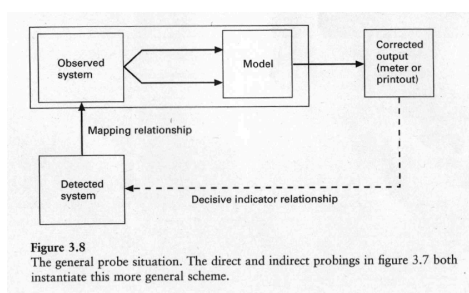 Observed
system
Model
Corrected
output
(meter or
printout)
Mapping relationship
Detected
system
Decisive indicator relationship
Figure 3.8
The general probe situation. The direct and indirect probings in figure 3.7 both
instantiate this more general scheme.